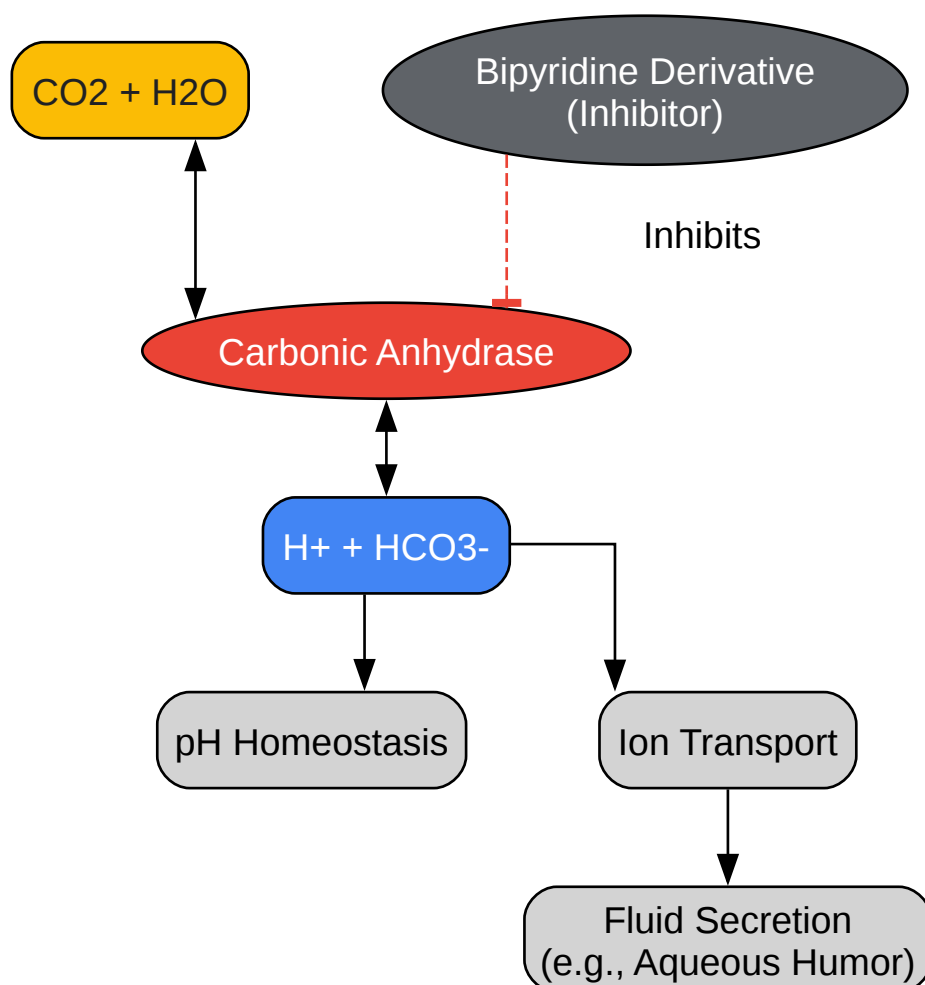 CO2 + H2O
Bipyridine Derivative
(Inhibitor)
Inhibits
Carbonic Anhydrase
H+ + HCO3-
pH Homeostasis
Ion Transport
Fluid Secretion
(e.g., Aqueous Humor)